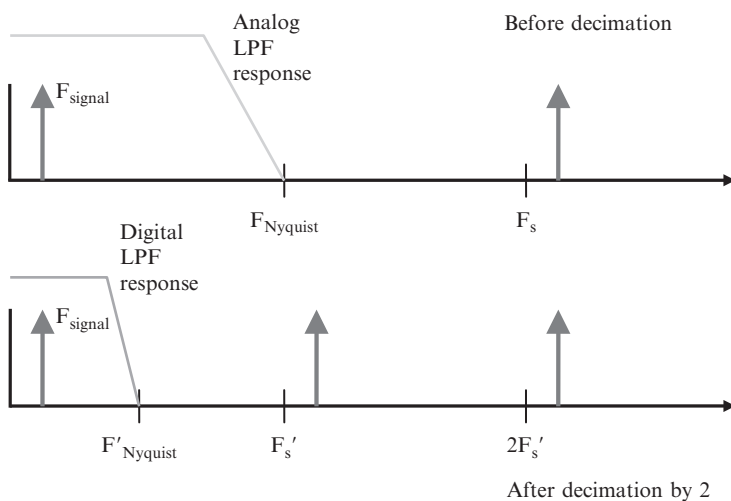 Analog
LPF
response
Before decimation
F_signal
F_Nyquist
F_s
Digital
LPF
response
F_signal
F′_Nyquist
F_s′
2F_s′
After decimation by 2